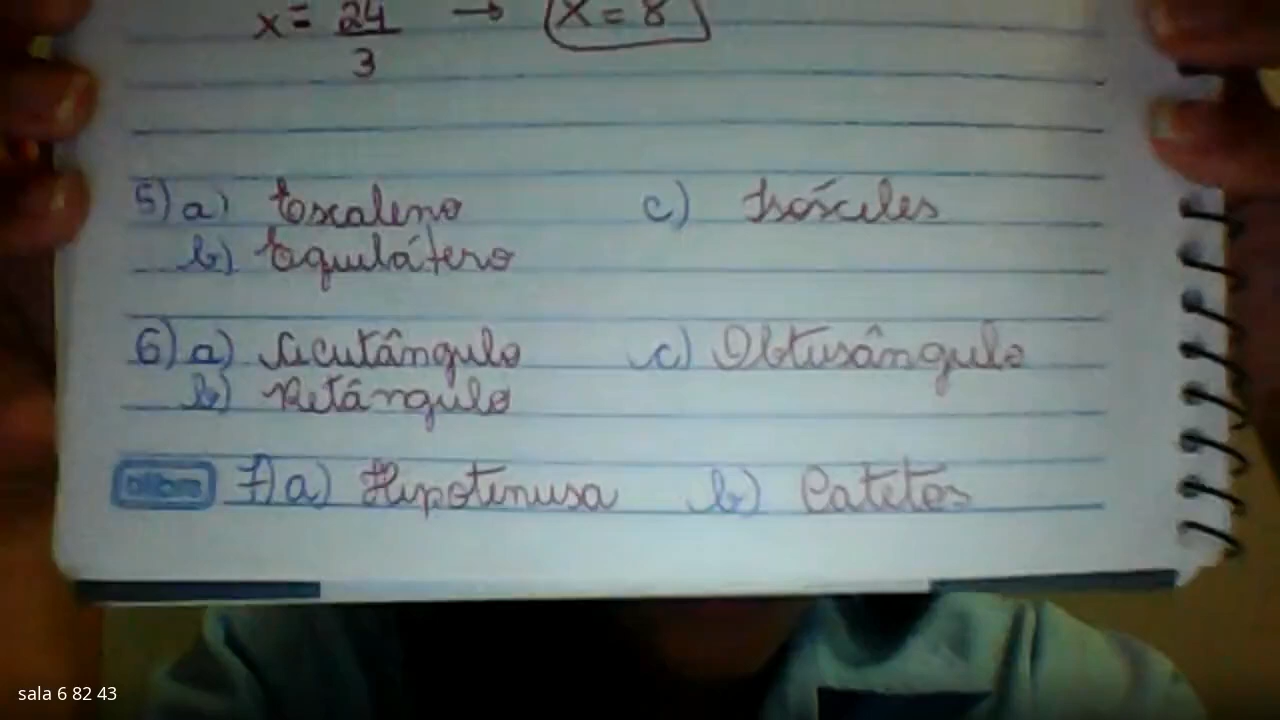 x = 24/3 → x = 8
5) a) Escaleno c) Isósceles
b) Equilátero
6) a) Acutângulo c) Obtusângulo
b) Retângulo
7) a) Hipotenusa b) Catetos
sala 6 82 43